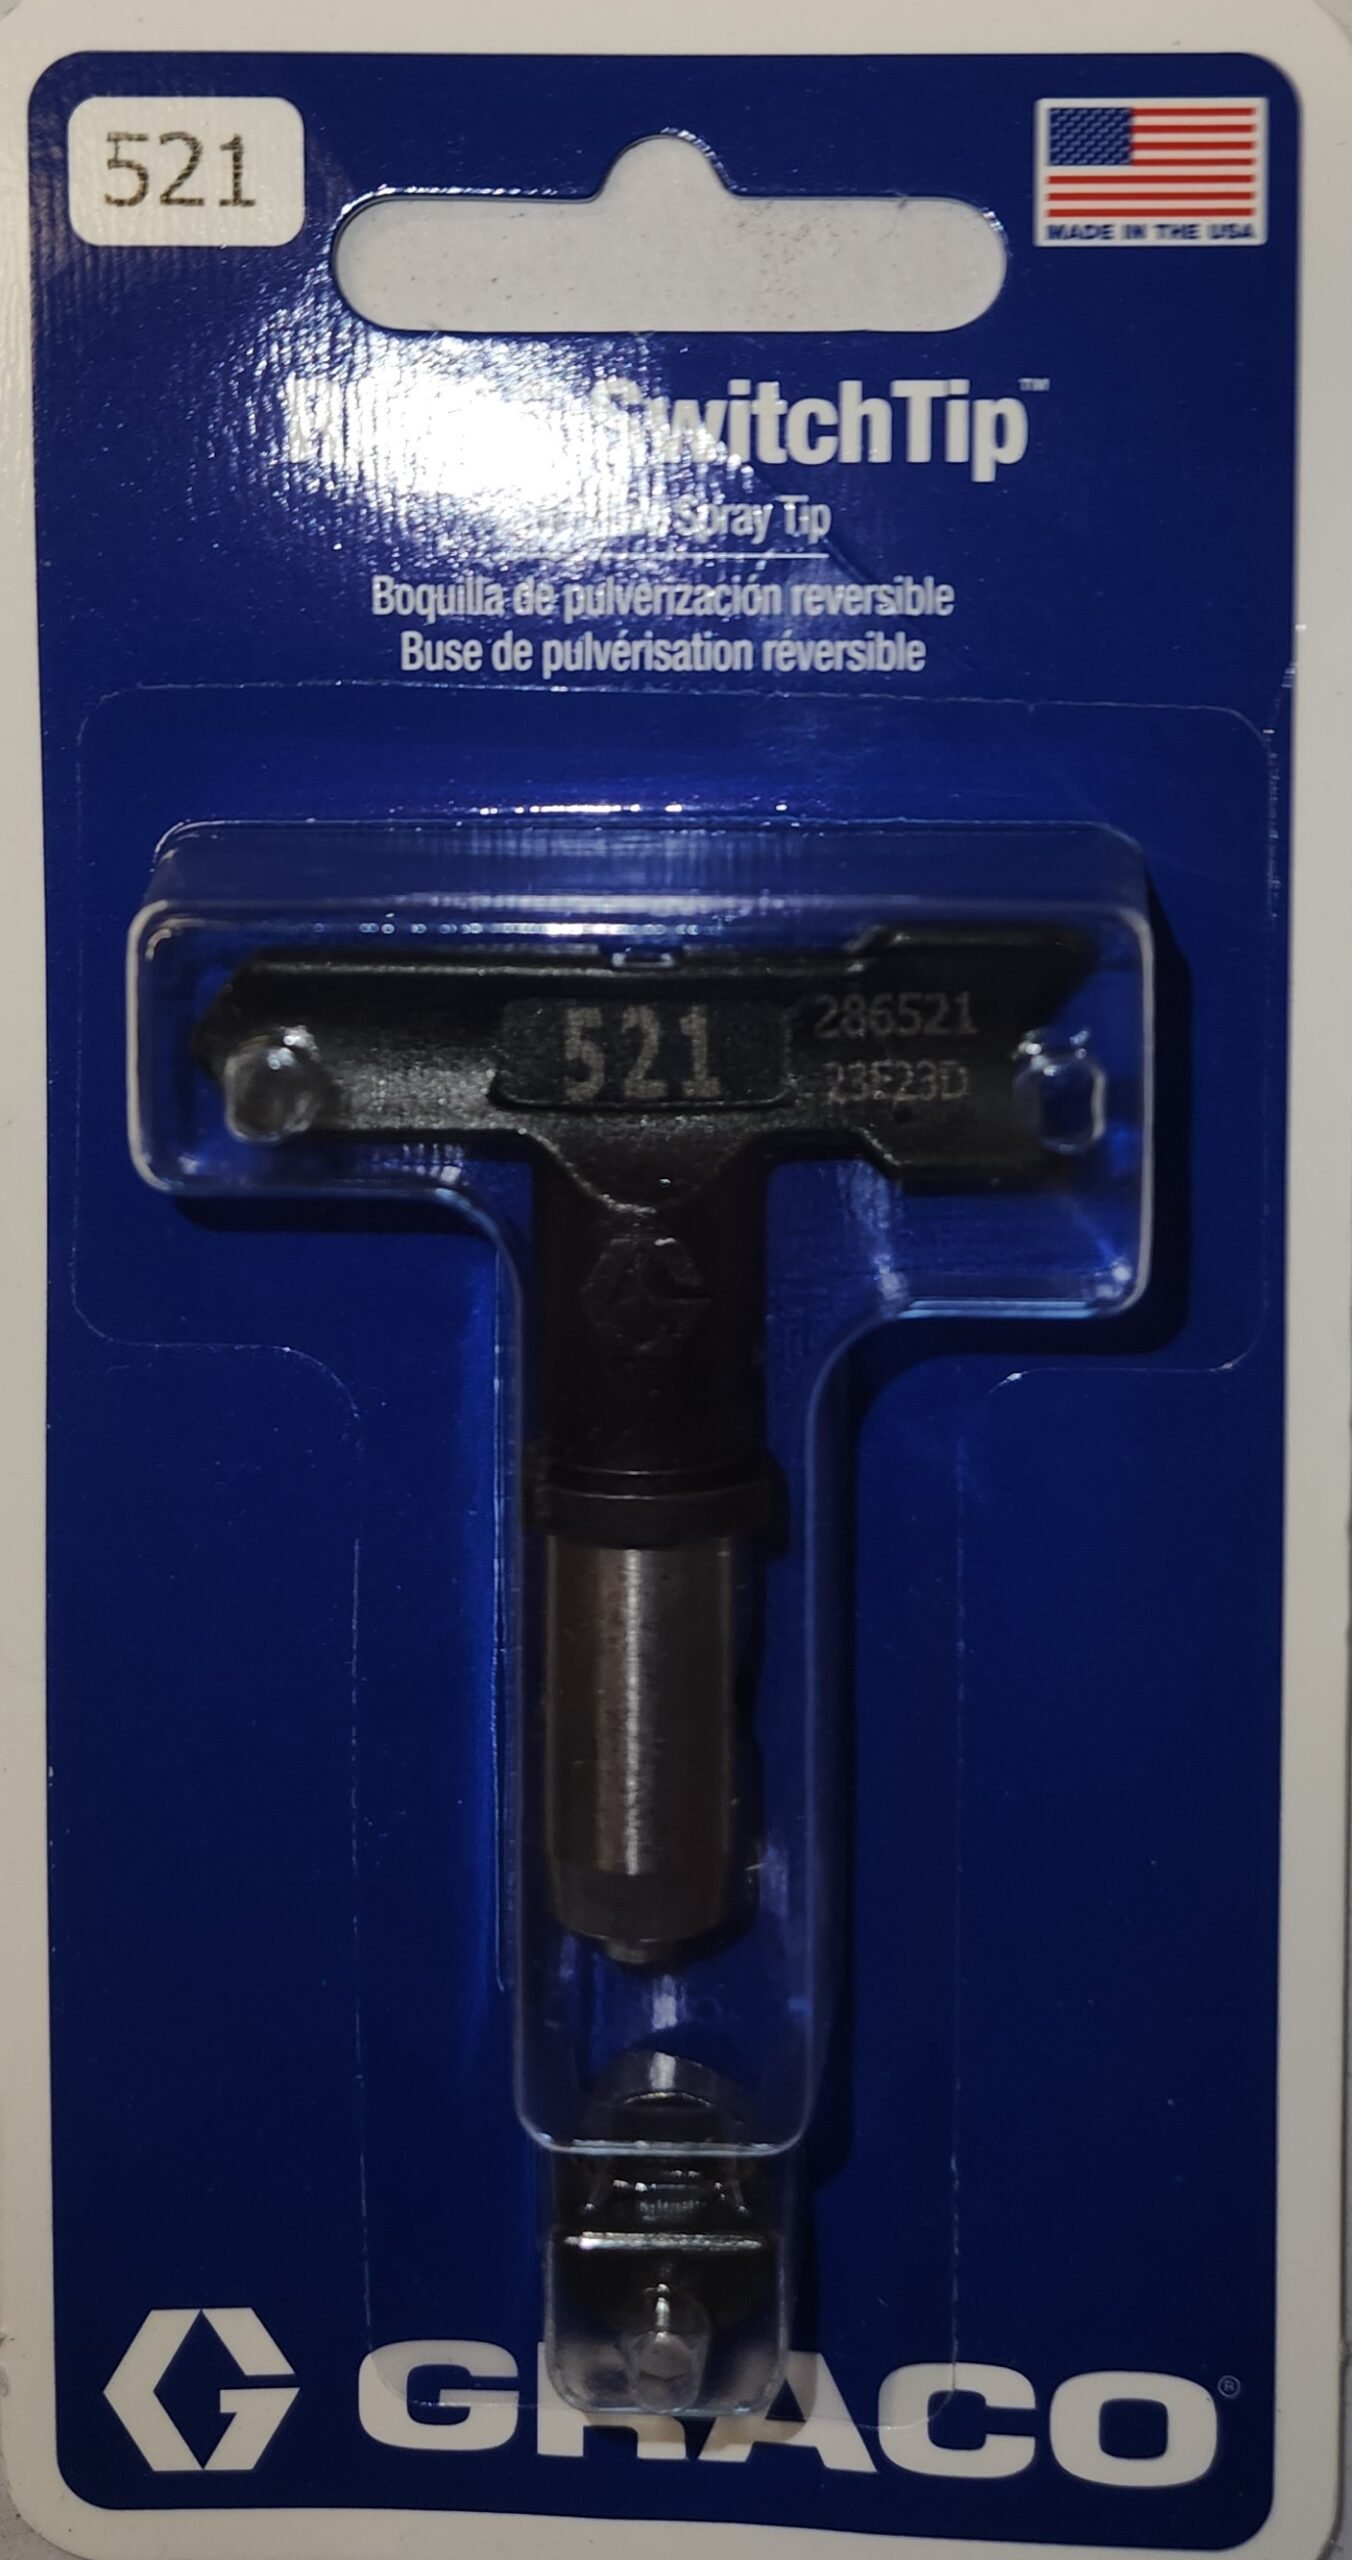 521
MADE IN THE USA
SwitchTip™
Spray Tip
Boquilla de pulverización reversible
Buse de pulvérisation réversible
521
286521
23E23D
GRACO®